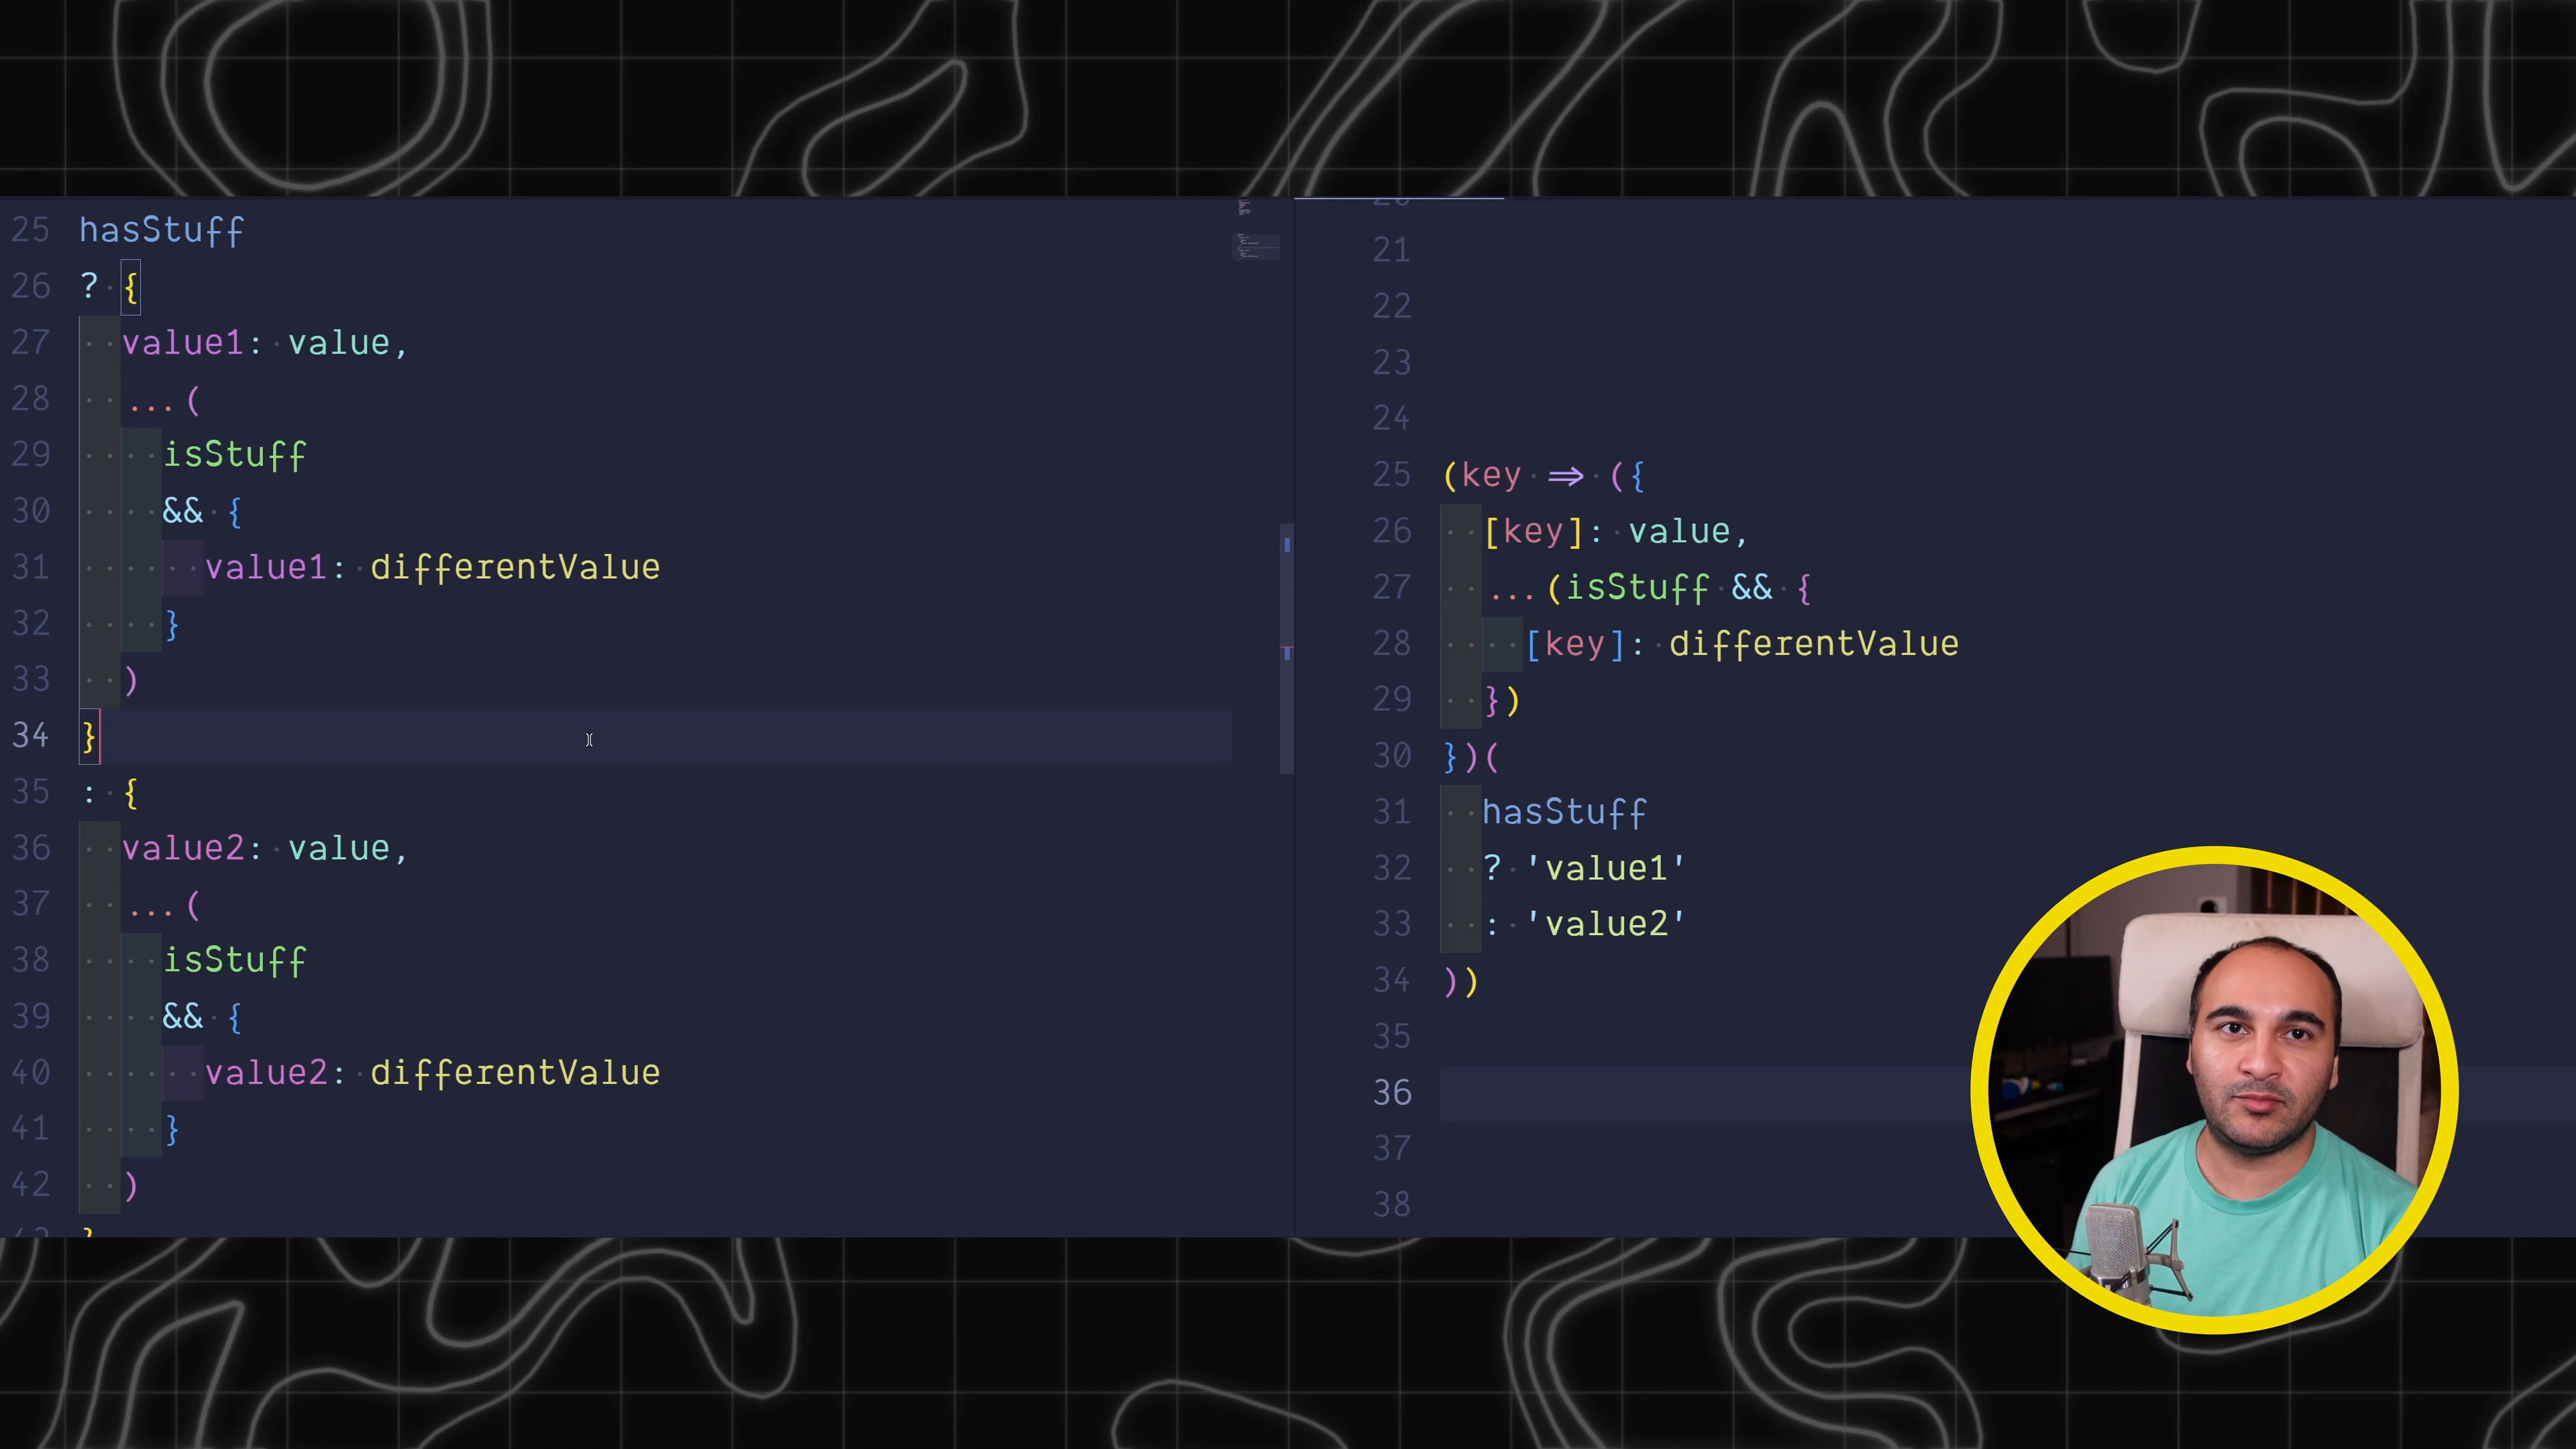 25 hasStuff
26 ? {
27 value1: value,
28 ...(
29 isStuff
30 && {
31 value1: differentValue
32 }
33 )
34 }
35 : {
36 value2: value,
37 ...(
38 isStuff
39 && {
40 value2: differentValue
41 }
42 )
21
22
23
24
25 (key => ({
26 [key]: value,
27 ...(isStuff && {
28 [key]: differentValue
29 })
30 })(
31 hasStuff
32 ? 'value1'
33 : 'value2'
34 ))
35
36
37
38